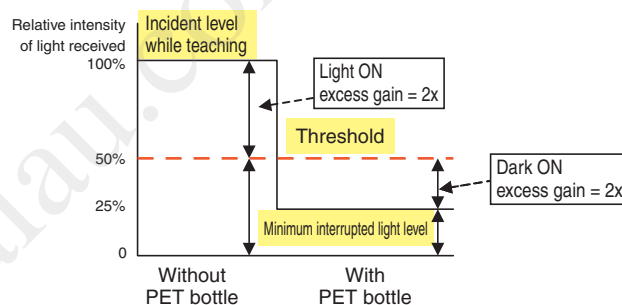 Relative intensity
of light received
Incident level
while teaching
100%
Light ON
excess gain = 2x
Threshold
50%
Dark ON
excess gain = 2x
25%
Minimum interrupted light level
0
Without
PET bottle
With
PET bottle